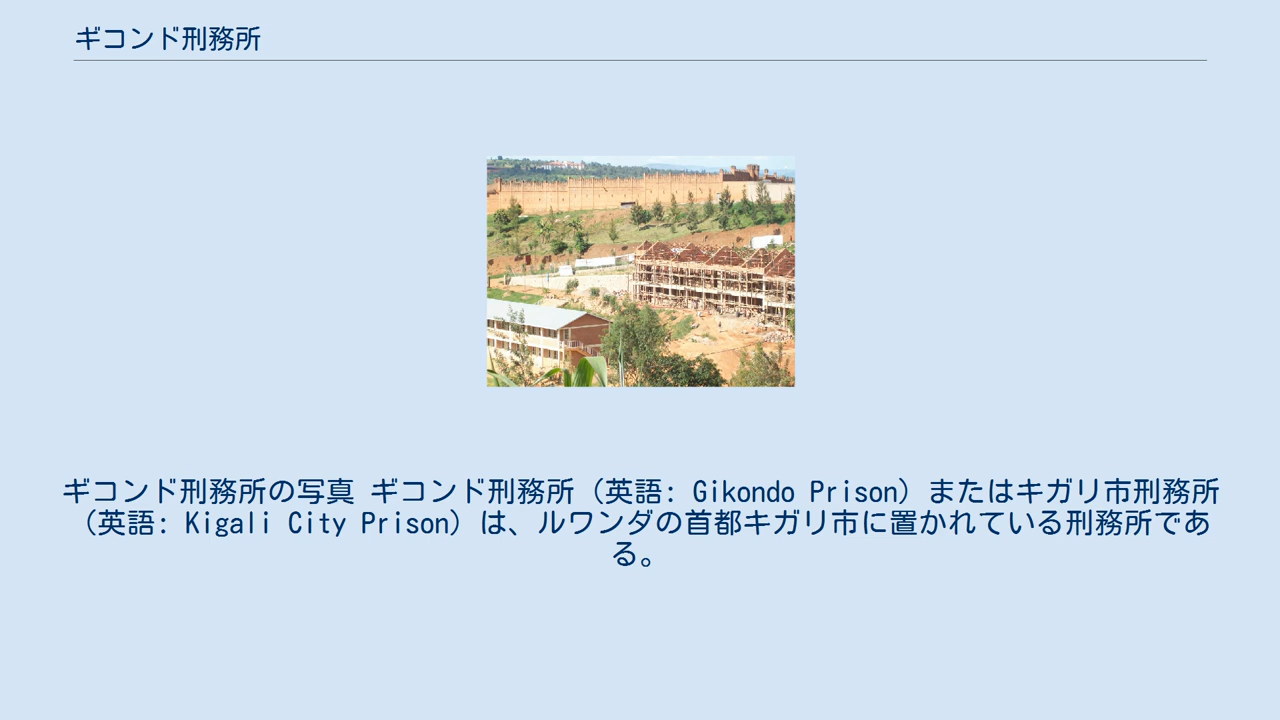 ギコンド刑務所
ギコンド刑務所の写真 ギコンド刑務所（英語: Gikondo Prison）またはキガリ市刑務所
（英語: Kigali City Prison）は、ルワンダの首都キガリ市に置かれている刑務所であ
る。